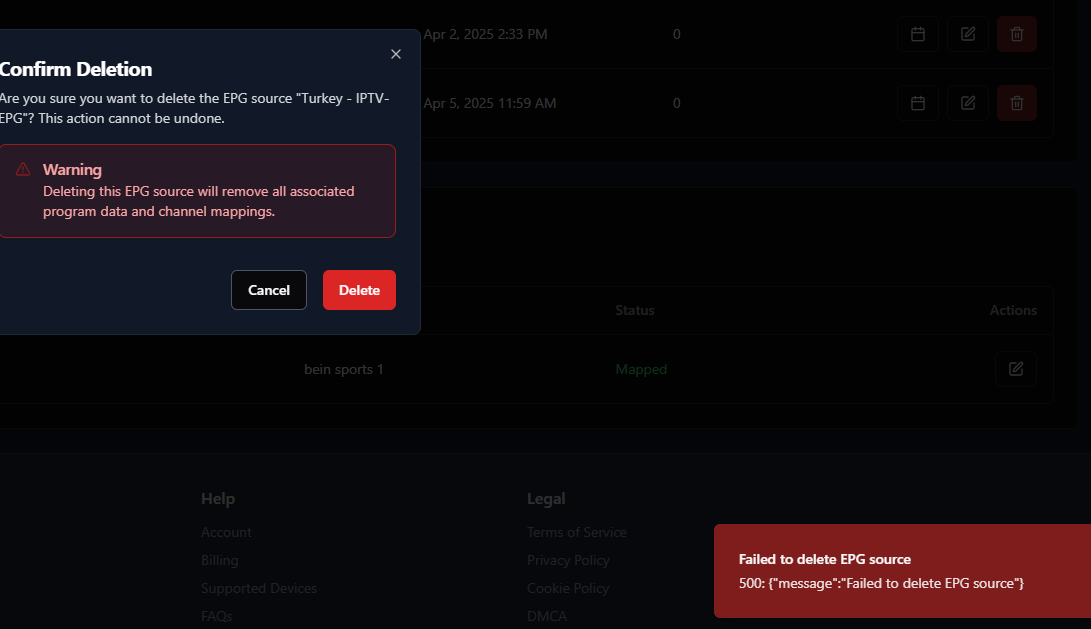 Apr 2, 2025 2:33 PM 0
Confirm Deletion
Are you sure you want to delete the EPG source "Turkey - IPTV-
EPG"? This action cannot be undone.
Apr 5, 2025 11:59 AM 0
Warning
Deleting this EPG source will remove all associated
program data and channel mappings.
Cancel Delete
Status Actions
bein sports 1 Mapped
Help
Account
Billing
Supported Devices
FAQs
Legal
Terms of Service
Privacy Policy
Cookie Policy
DMCA
Failed to delete EPG source
500: {"message":"Failed to delete EPG source"}